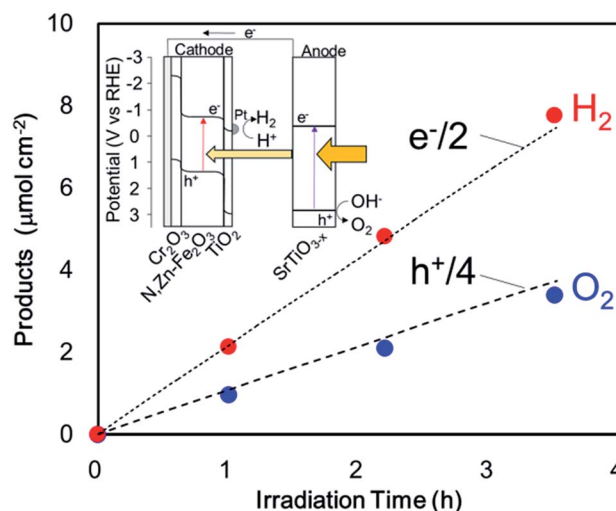 10
8
6
4
2
0
Products (μmol cm⁻²)
0
1
2
3
4
Irradiation Time (h)
H₂
e⁻/2
h⁺/4
O₂
e⁻
Cathode
Anode
Potential (V vs RHE)
-3
-2
-1
0
1
2
3
e⁻
Pt
H₂
H⁺
h⁺
e⁻
h⁺
OH⁻
O₂
Cr₂O₃
N,Zn-Fe₂O₃
TiO₂
SrTiO₃₋ₓ